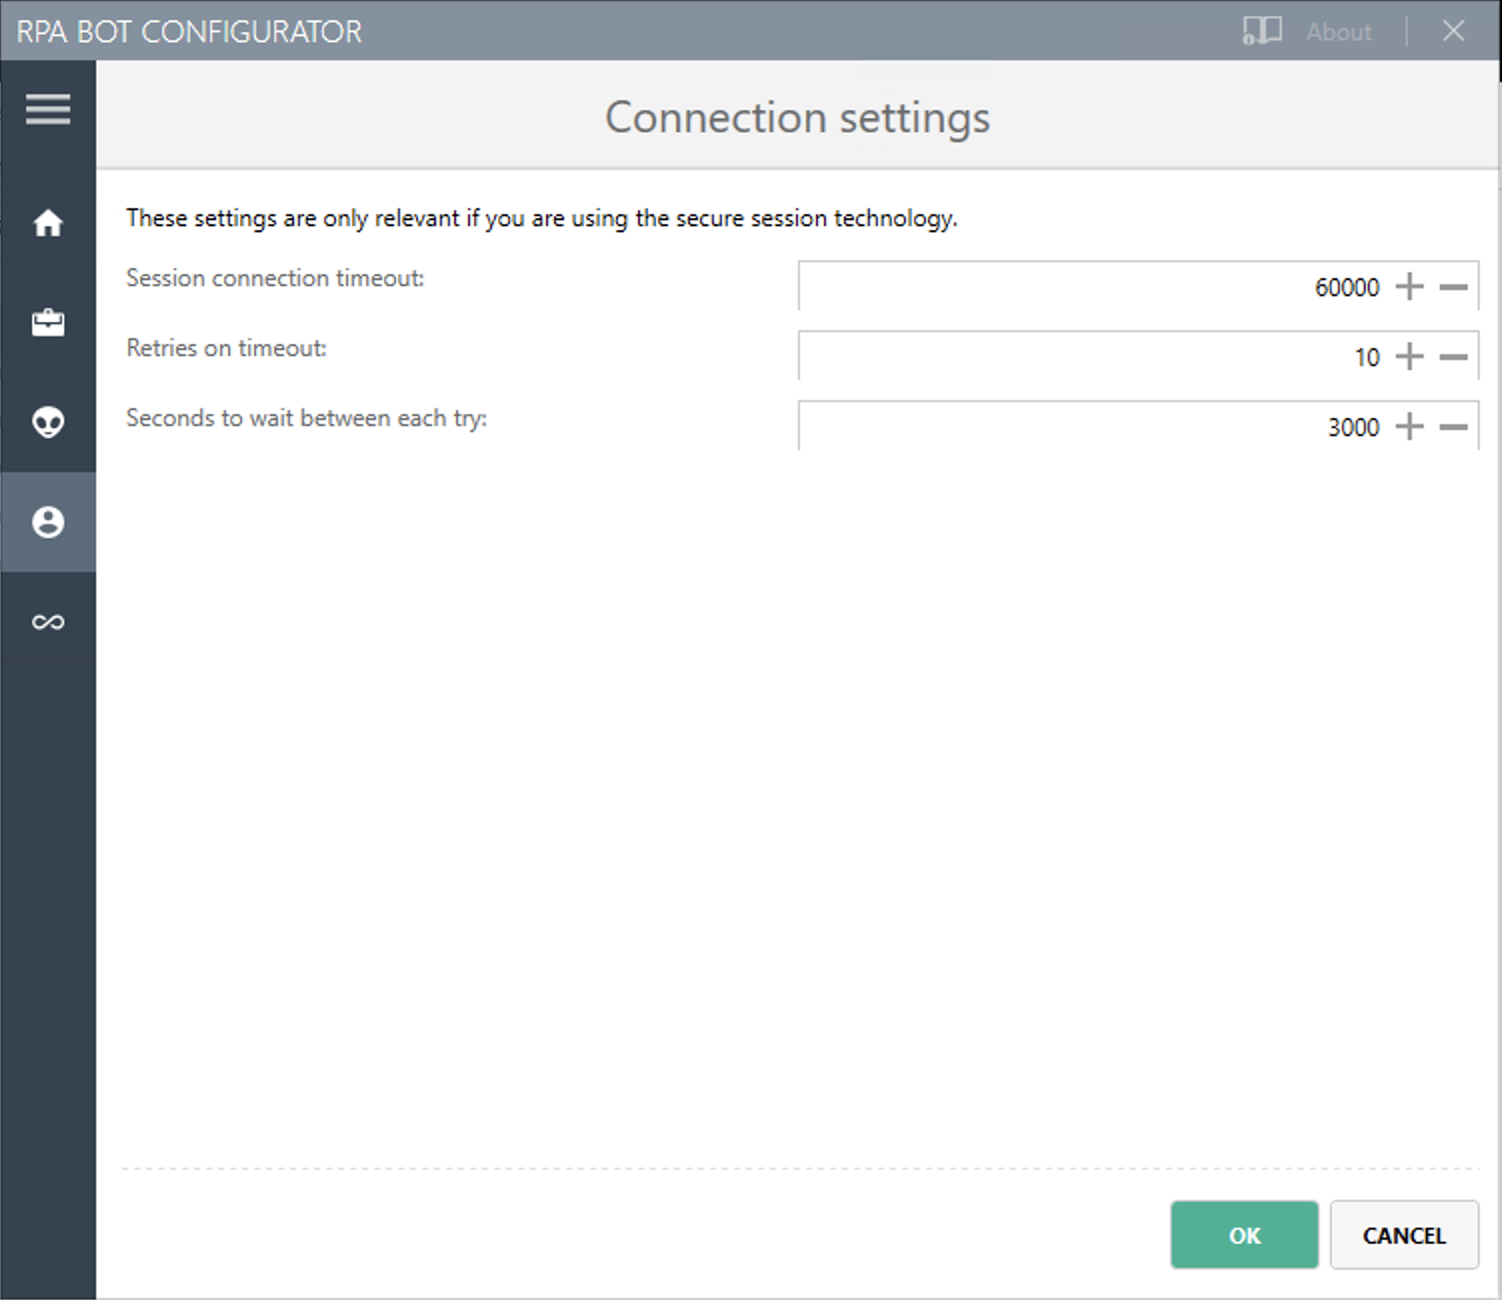 RPA BOT CONFIGURATOR
About
Connection settings
These settings are only relevant if you are using the secure session technology.
Session connection timeout:
60000
Retries on timeout:
10
Seconds to wait between each try:
3000
OK
CANCEL